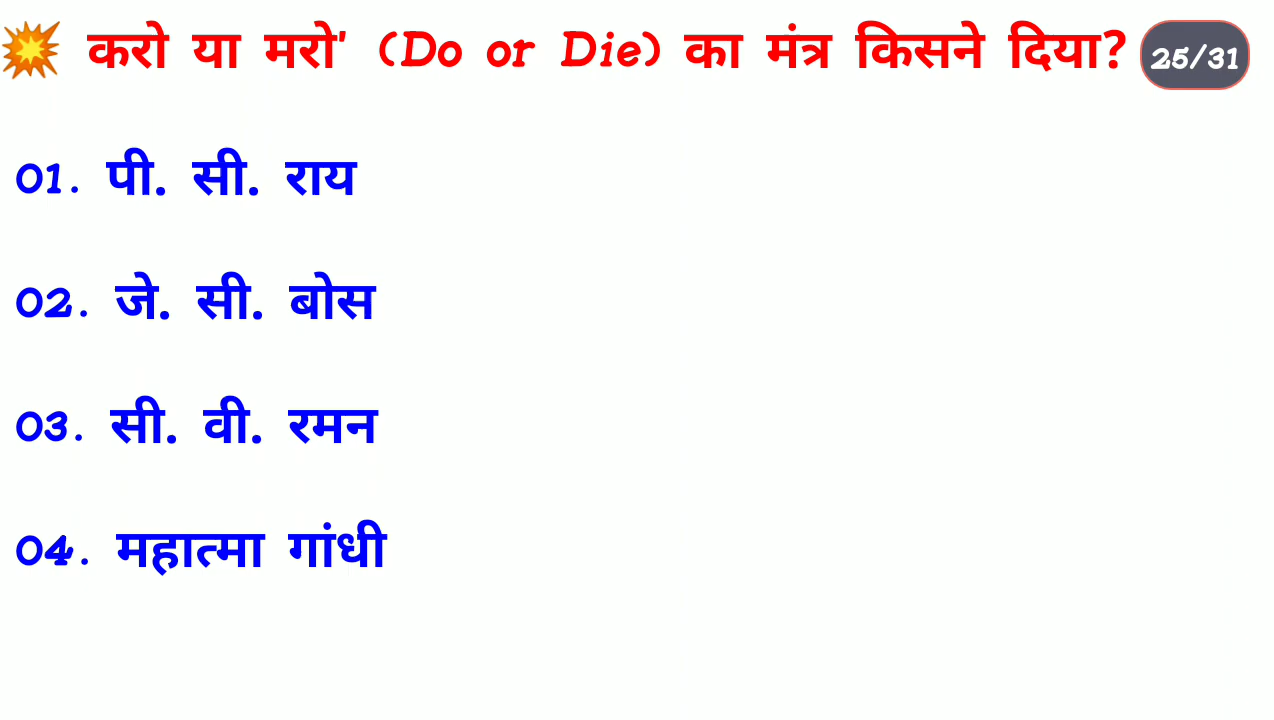 करो या मरो' (Do or Die) का मंत्र किसने दिया? 25/31
01. पी. सी. राय
02. जे. सी. बोस
03. सी. वी. रमन
04. महात्मा गांधी